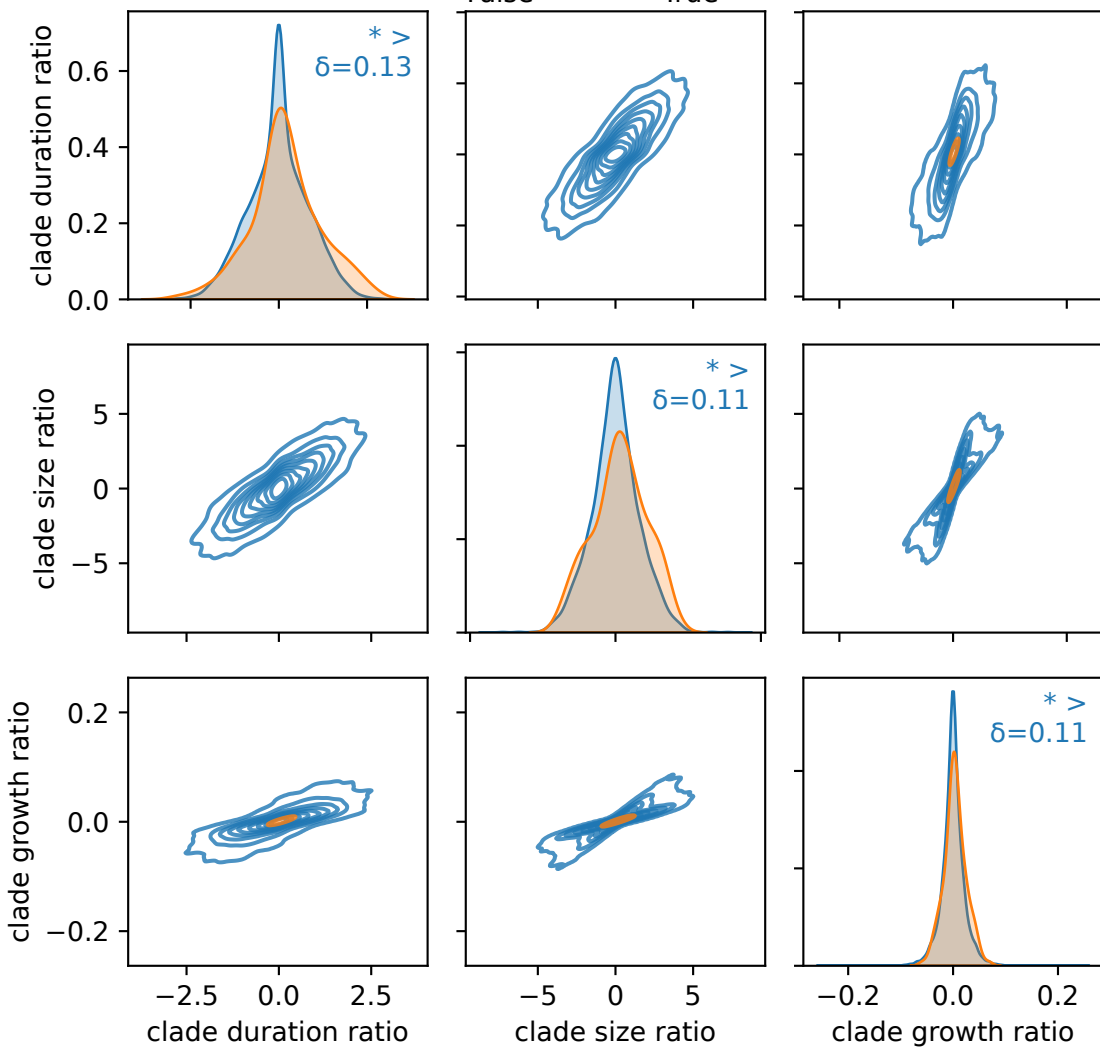 clade duration ratio
0.6
0.4
0.2
0.0
* >
δ=0.13
clade size ratio
5
0
−5
* >
δ=0.11
clade growth ratio
0.2
0.0
−0.2
* >
δ=0.11
−2.5 0.0 2.5
−5 0 5
−0.2 0.0 0.2
clade duration ratio
clade size ratio
clade growth ratio